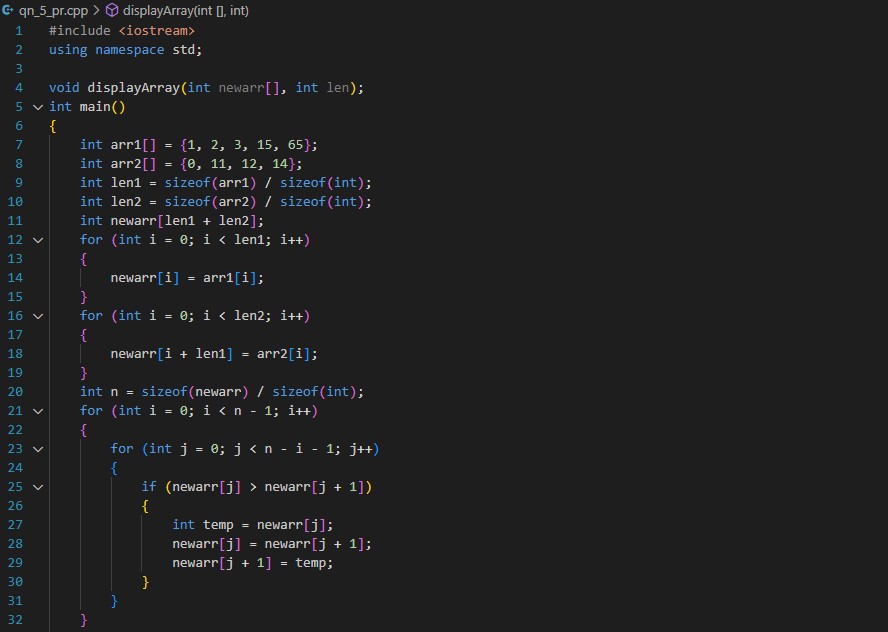 qn_5_pr.cpp > displayArray(int [], int)
1 #include <iostream>
2 using namespace std;
3
4 void displayArray(int newarr[], int len);
5 int main()
6 {
7     int arr1[] = {1, 2, 3, 15, 65};
8     int arr2[] = {0, 11, 12, 14};
9     int len1 = sizeof(arr1) / sizeof(int);
10     int len2 = sizeof(arr2) / sizeof(int);
11     int newarr[len1 + len2];
12     for (int i = 0; i < len1; i++)
13     {
14         newarr[i] = arr1[i];
15     }
16     for (int i = 0; i < len2; i++)
17     {
18         newarr[i + len1] = arr2[i];
19     }
20     int n = sizeof(newarr) / sizeof(int);
21     for (int i = 0; i < n - 1; i++)
22     {
23         for (int j = 0; j < n - i - 1; j++)
24         {
25             if (newarr[j] > newarr[j + 1])
26             {
27                 int temp = newarr[j];
28                 newarr[j] = newarr[j + 1];
29                 newarr[j + 1] = temp;
30             }
31         }
32     }